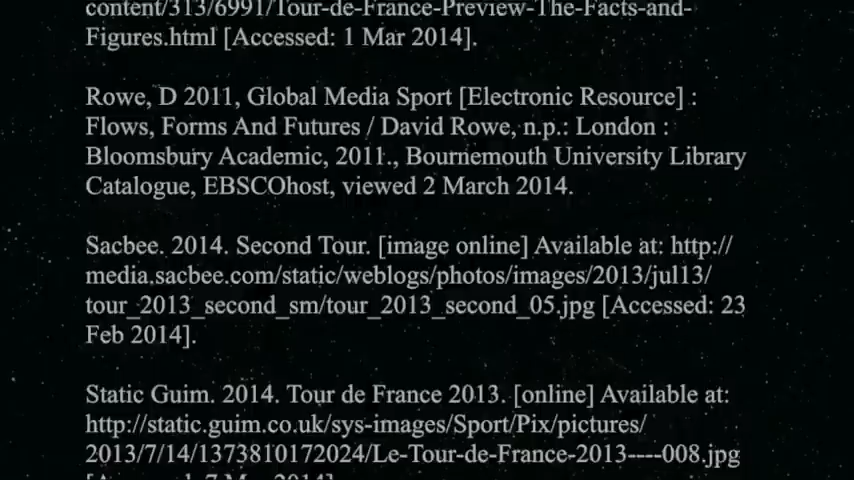 content/313/6991/Tour-de-France-Preview-The-Facts-and-
Figures.html [Accessed: 1 Mar 2014].
Rowe, D 2011, Global Media Sport [Electronic Resource] :
Flows, Forms And Futures / David Rowe, n.p.: London :
Bloomsbury Academic, 2011., Bournemouth University Library
Catalogue, EBSCOhost, viewed 2 March 2014.
Sacbee. 2014. Second Tour. [image online] Available at: http://
media.sacbee.com/static/weblogs/photos/images/2013/jul13/
tour_2013_second_sm/tour_2013_second_05.jpg [Accessed: 23
Feb 2014].
Static Guim. 2014. Tour de France 2013. [online] Available at:
http://static.guim.co.uk/sys-images/Sport/Pix/pictures/
2013/7/14/1373810172024/Le-Tour-de-France-2013----008.jpg
[Accessed: 7 Mar 2014]